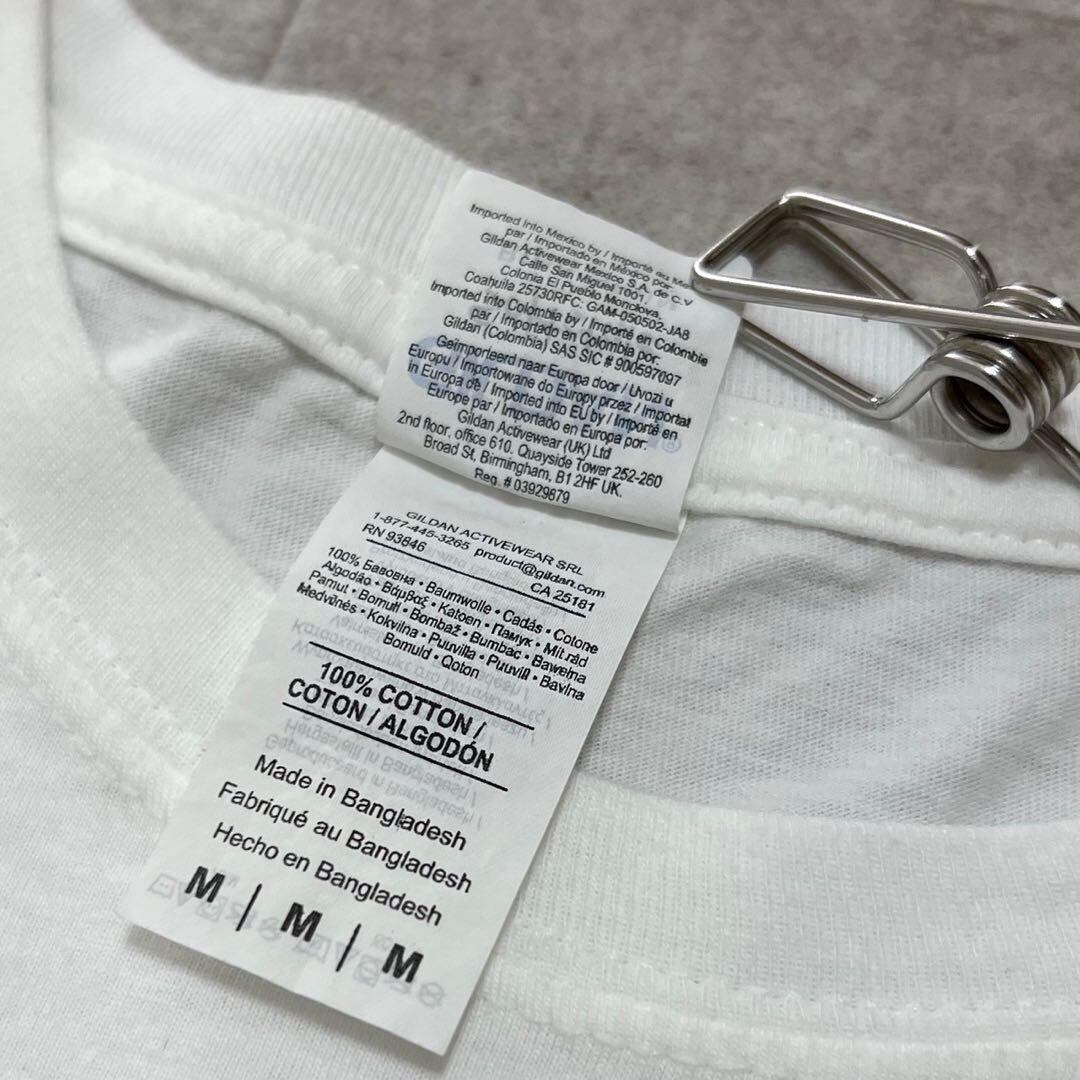 Imported into Mexico by / Importé au
par / Importado en México por:
Gildan Activewear Mexico S.A. de c.v
Calle San Miguel 1001,
Colonia El Pueblo Monclova,
Coahuila 25730RFC: GAM-050502-JA8
Imported into Colombia by / Importé en Colombie
par / Importado en Colombia por:
Gildan (Colombia) SAS SIC # 900597097
Geïmporteerd naar Europa door / Uvozi u
Europu / Importowane do Europy przez / Importat
in Europa de / Imported into EU by / Importé en
Europe par / Importado en Europa por:
Gildan Activewear (UK) Ltd
2nd floor, office 610, Quayside Tower 252-260
Broad St, Birmingham, B1 2HF UK.
Reg. # 03929879
GILDAN ACTIVEWEAR SRL
1-877-445-3265 product@gildan.com
RN 93846 CA 25181
100% Бавовна • Baumwolle • Cadás • Cotone
Algodão • Βάμβαξ • Katoen • Памук • Mit rád
Pamut • Bomull • Bombaž • Bumbac • Bawełna
Medvilnės • Kokvilna • Puuvilla • Puuvill • Bavlna
Bomuld • Qoton
100% COTTON /
COTON / ALGODÓN
Made in Bangladesh
Fabriqué au Bangladesh
Hecho en Bangladesh
M | M | M